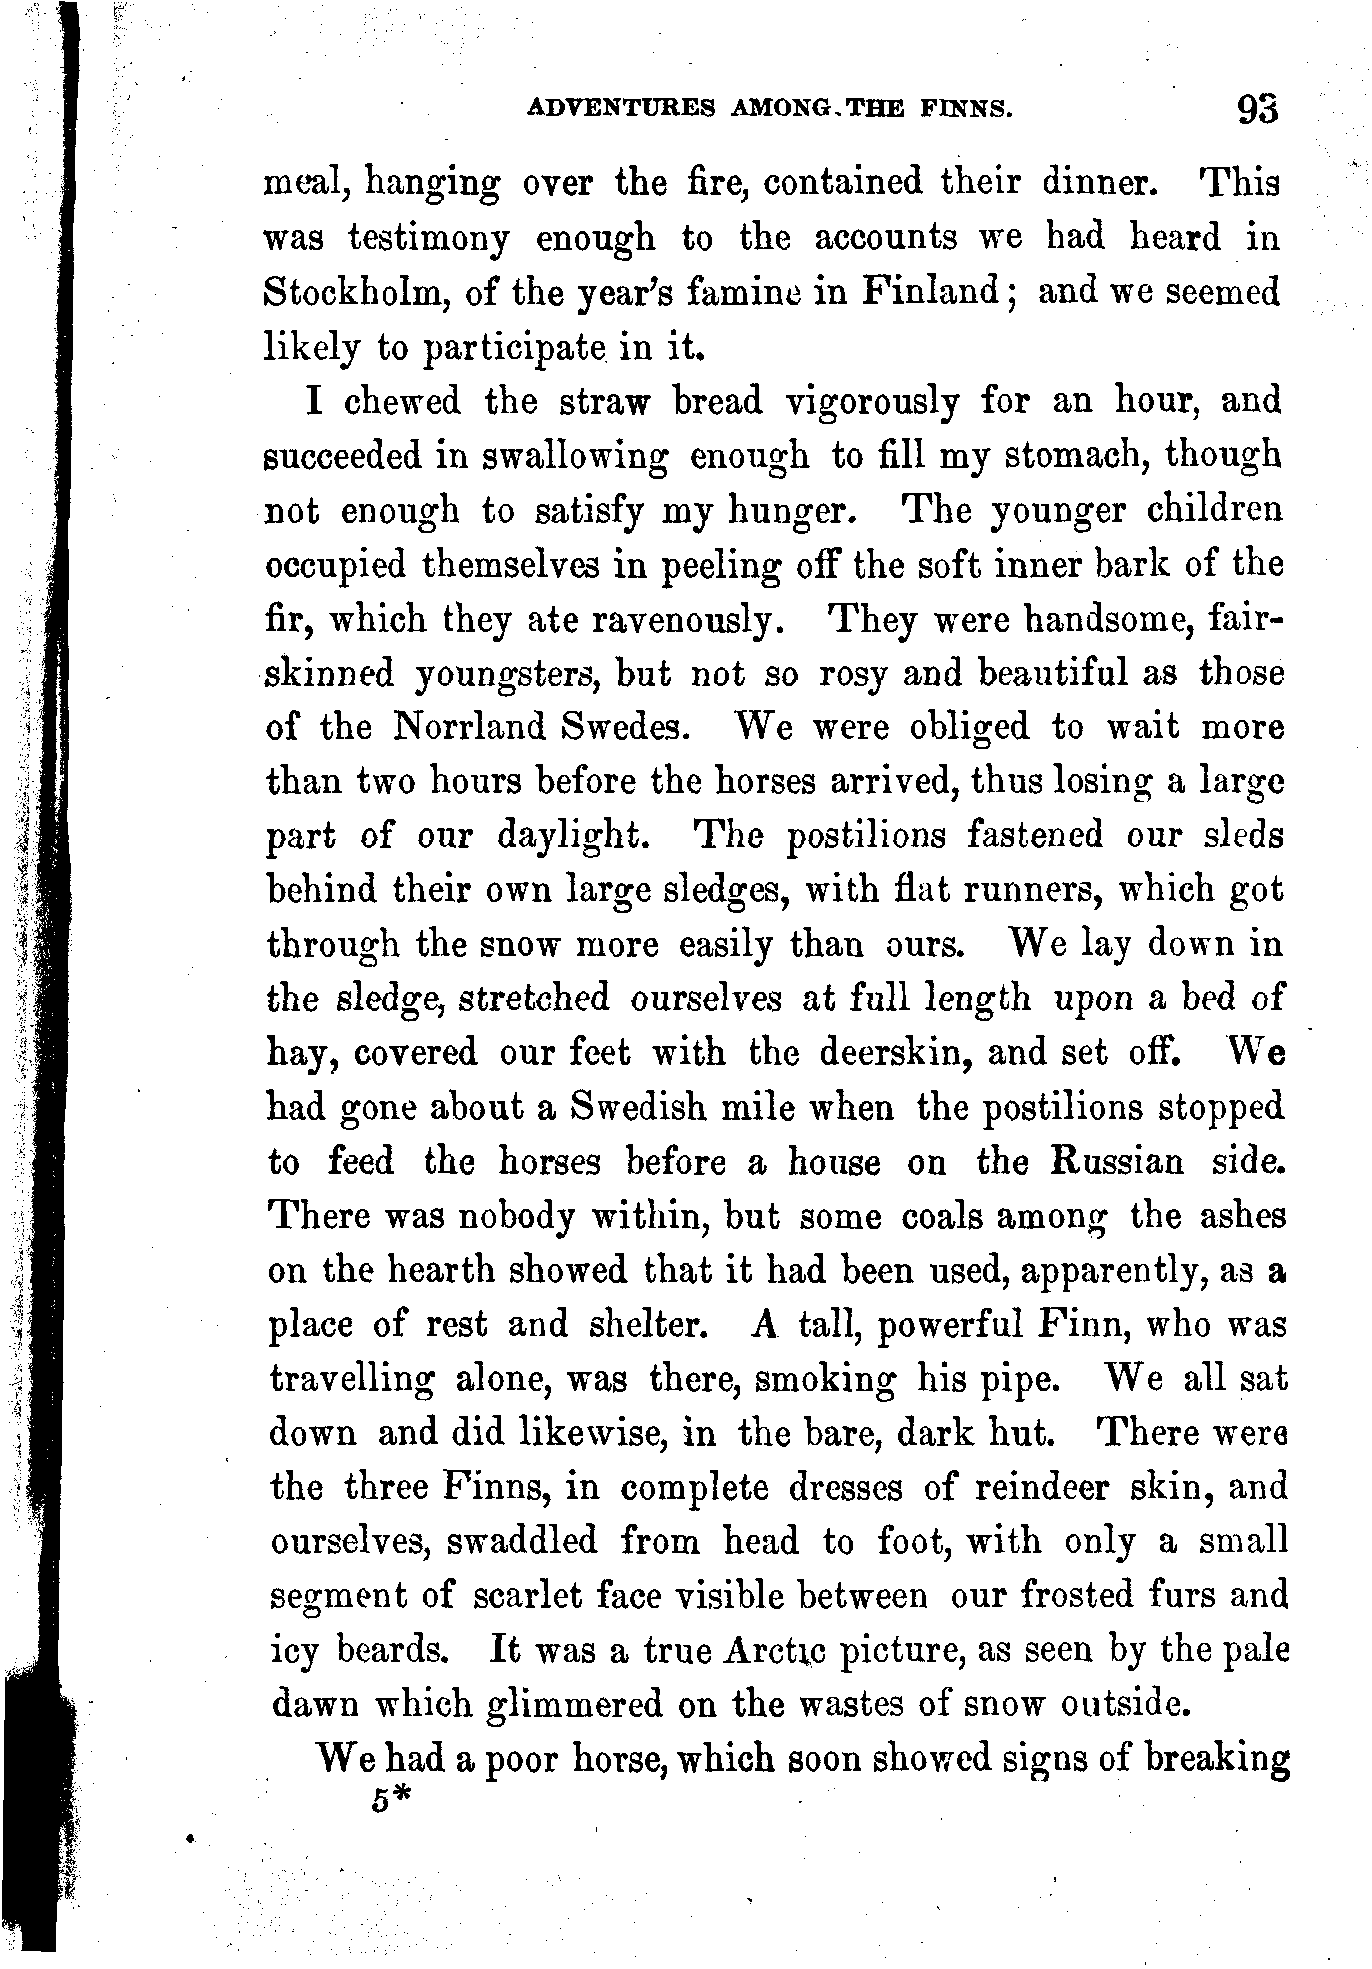 ADVENTURES AMONG THE FINNS. 93
meal, hanging over the fire, contained their dinner. This
was testimony enough to the accounts we had heard in
Stockholm, of the year's famine in Finland; and we seemed
likely to participate in it.
I chewed the straw bread vigorously for an hour, and
succeeded in swallowing enough to fill my stomach, though
not enough to satisfy my hunger. The younger children
occupied themselves in peeling off the soft inner bark of the
fir, which they ate ravenously. They were handsome, fair-
skinned youngsters, but not so rosy and beautiful as those
of the Norrland Swedes. We were obliged to wait more
than two hours before the horses arrived, thus losing a large
part of our daylight. The postilions fastened our sleds
behind their own large sledges, with flat runners, which got
through the snow more easily than ours. We lay down in
the sledge, stretched ourselves at full length upon a bed of
hay, covered our feet with the deerskin, and set off. We
had gone about a Swedish mile when the postilions stopped
to feed the horses before a house on the Russian side.
There was nobody within, but some coals among the ashes
on the hearth showed that it had been used, apparently, as a
place of rest and shelter. A tall, powerful Finn, who was
travelling alone, was there, smoking his pipe. We all sat
down and did likewise, in the bare, dark hut. There were
the three Finns, in complete dresses of reindeer skin, and
ourselves, swaddled from head to foot, with only a small
segment of scarlet face visible between our frosted furs and
icy beards. It was a true Arctic picture, as seen by the pale
dawn which glimmered on the wastes of snow outside.
We had a poor horse, which soon showed signs of breaking
5*